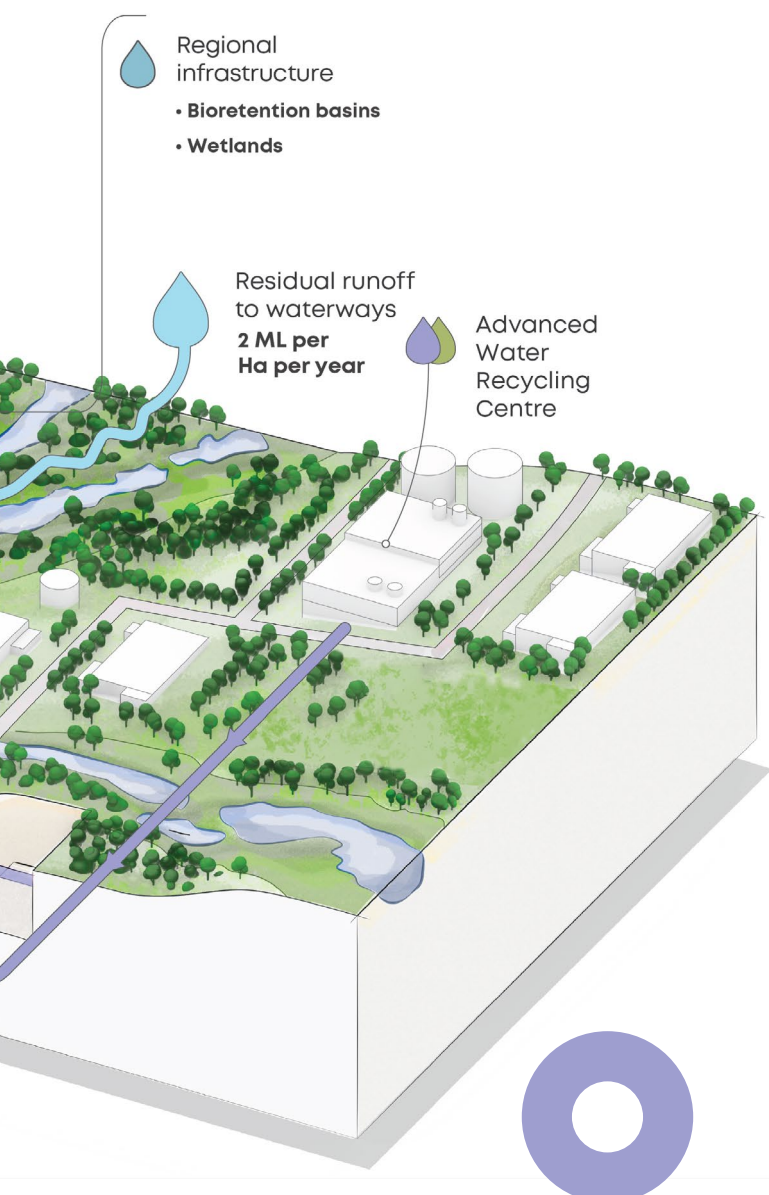 Regional
infrastructure
• Bioretention basins
• Wetlands
Residual runoff
to waterways
2 ML per
Ha per year
Advanced
Water
Recycling
Centre